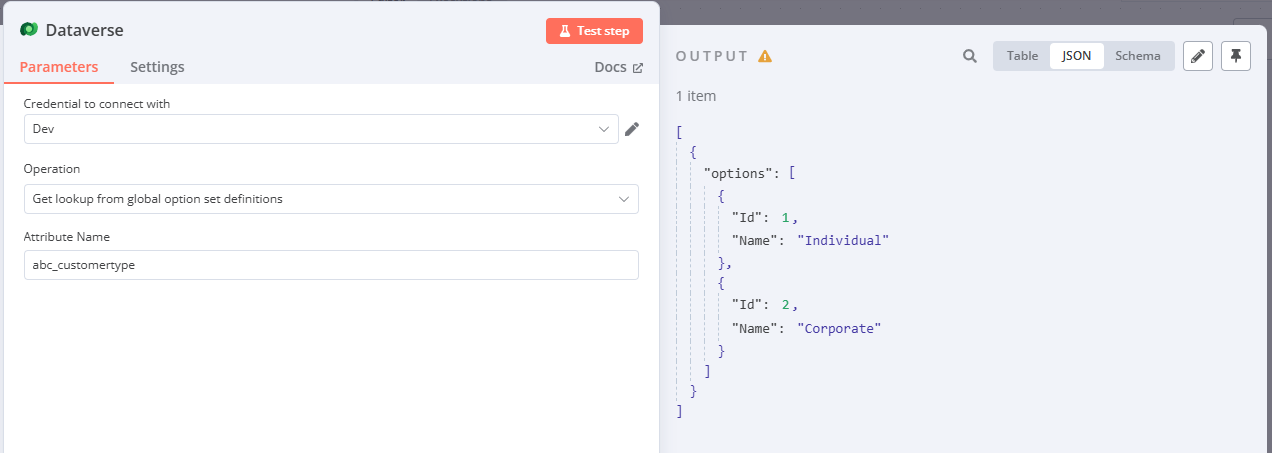 Dataverse
Test step
Parameters
Settings
Docs
Credential to connect with
Dev
Operation
Get lookup from global option set definitions
Attribute Name
abc_customertype
OUTPUT
Table
JSON
Schema
1 item
[
{
"options": [
{
"Id": 1,
"Name": "Individual"
},
{
"Id": 2,
"Name": "Corporate"
}
]
}
]